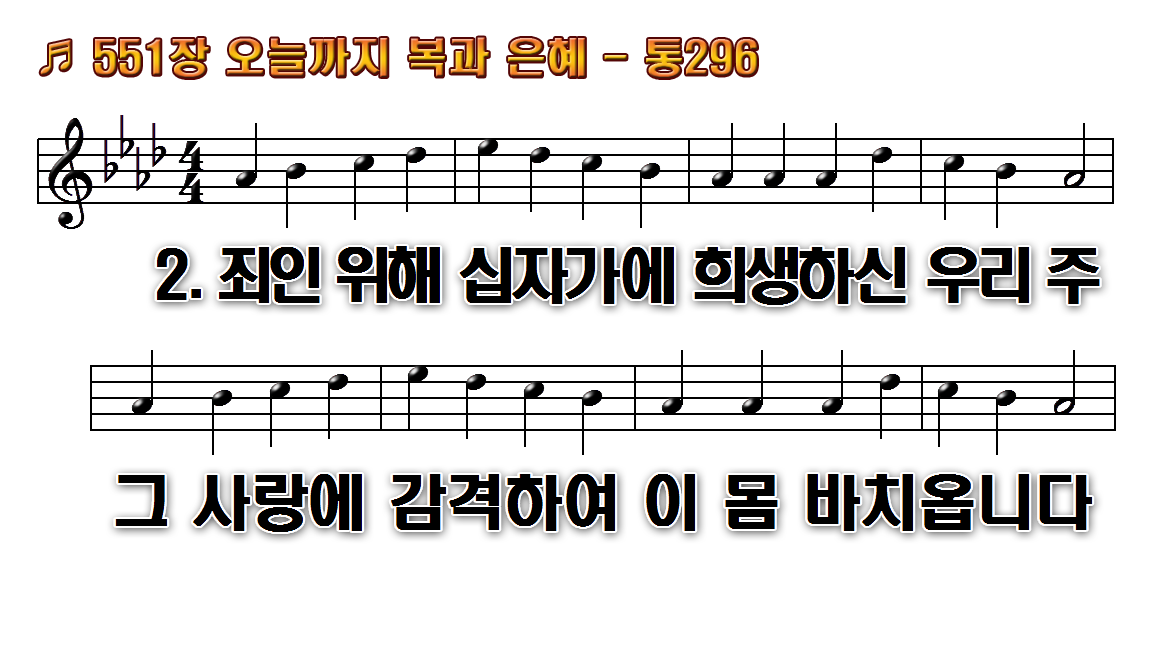 ♬ 551장 오늘까지 복과 은혜 - 통296
4
4
2. 죄인 위해 십자가에 희생하신 우리 주
그 사랑에 감격하여 이 몸 바치옵니다